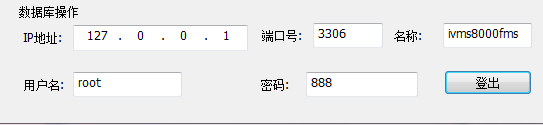 数据库操作
IP地址: 127 . 0 . 0 . 1 端口号: 3306 名称: ivms8000fms
用户名: root 密码: 888 登出